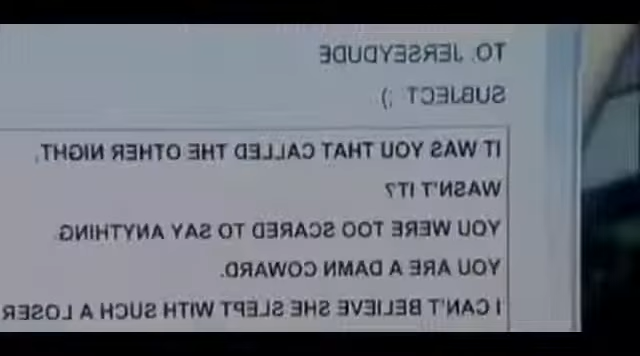 TO: JERSEYDUDE
SUBJECT ;)
IT WAS YOU THAT CALLED THE OTHER NIGHT,
WASN'T IT?
YOU WERE TOO SCARED TO SAY ANYTHING.
YOU ARE A DAMN A COWARD.
I CAN'T BELIEVE SHE SLEPT WITH SUCH A LOSER